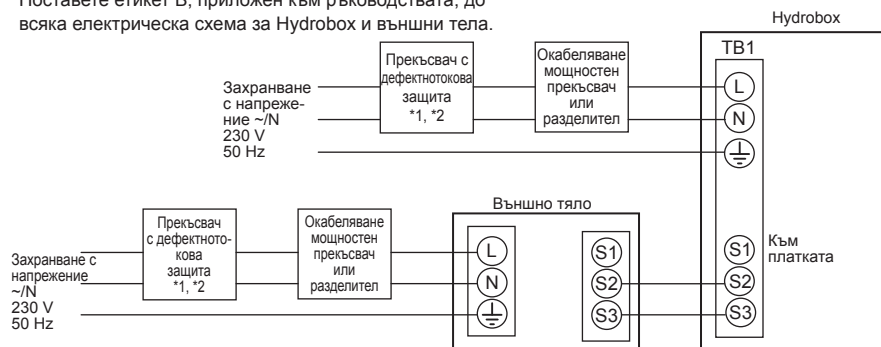 Поставете етикет B, приложен към ръководствата, до
всяка електрическа схема за Hydrobox и външни тела.
Hydrobox
TB1
Захранване
с напреже-
ние ~/N
230 V
50 Hz
Прекъсвач с
дефектнотокова
защита
*1, *2
Окабеляване
мощностен
прекъсвач
или
разделител
L
N
Външно тяло
Захранване с
напрежение
~/N
230 V
50 Hz
Прекъсвач
с дефектното-
кова
защита
*1, *2
Окабеляване
мощностен
прекъсвач
или
разделител
L
N
S1
S2
S3
S1
S2
S3
Към
платката